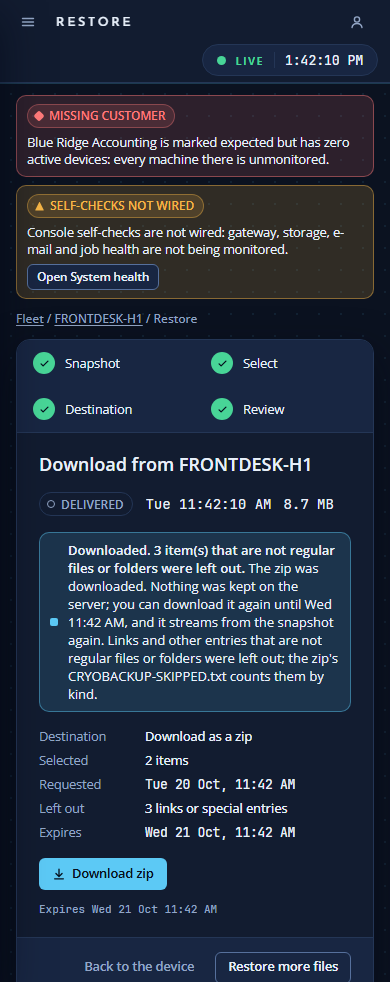 RESTORE
LIVE 1:42:10 PM
MISSING CUSTOMER
Blue Ridge Accounting is marked expected but has zero
active devices: every machine there is unmonitored.
SELF-CHECKS NOT WIRED
Console self-checks are not wired: gateway, storage, e-
mail and job health are not being monitored.
Open System health
Fleet / FRONTDESK-H1 / Restore
Snapshot Select
Destination Review
Download from FRONTDESK-H1
DELIVERED Tue 11:42:10 AM 8.7 MB
Downloaded. 3 item(s) that are not regular
files or folders were left out. The zip was
downloaded. Nothing was kept on the
server; you can download it again until Wed
11:42 AM, and it streams from the snapshot
again. Links and other entries that are not
regular files or folders were left out; the zip's
CRYOBACKUP-SKIPPED.txt counts them by
kind.
Destination Download as a zip
Selected 2 items
Requested Tue 20 Oct, 11:42 AM
Left out 3 links or special entries
Expires Wed 21 Oct, 11:42 AM
Download zip
Expires Wed 21 Oct 11:42 AM
Back to the device Restore more files